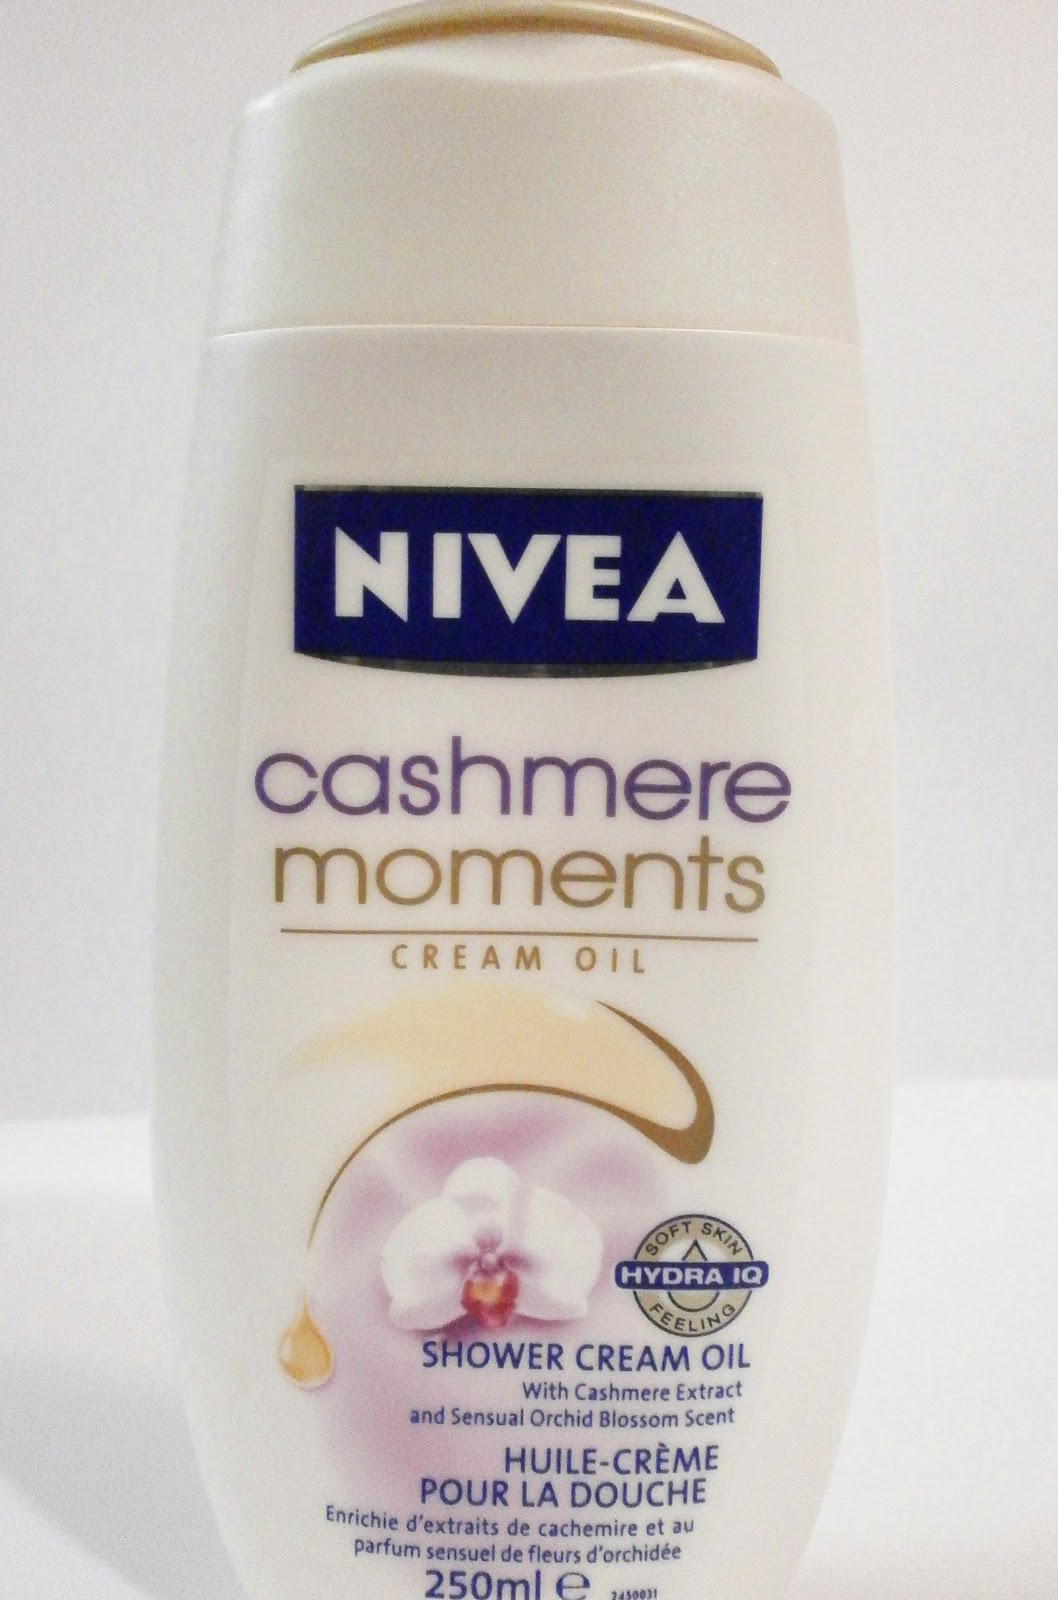 NIVEA
cashmere
moments
CREAM OIL
SOFT SKIN
HYDRA IQ
FEELING
SHOWER CREAM OIL
With Cashmere Extract
and Sensual Orchid Blossom Scent
HUILE-CRÈME
POUR LA DOUCHE
Enrichie d'extraits de cachemire et au
parfum sensuel de fleurs d'orchidée
250ml e 2450031